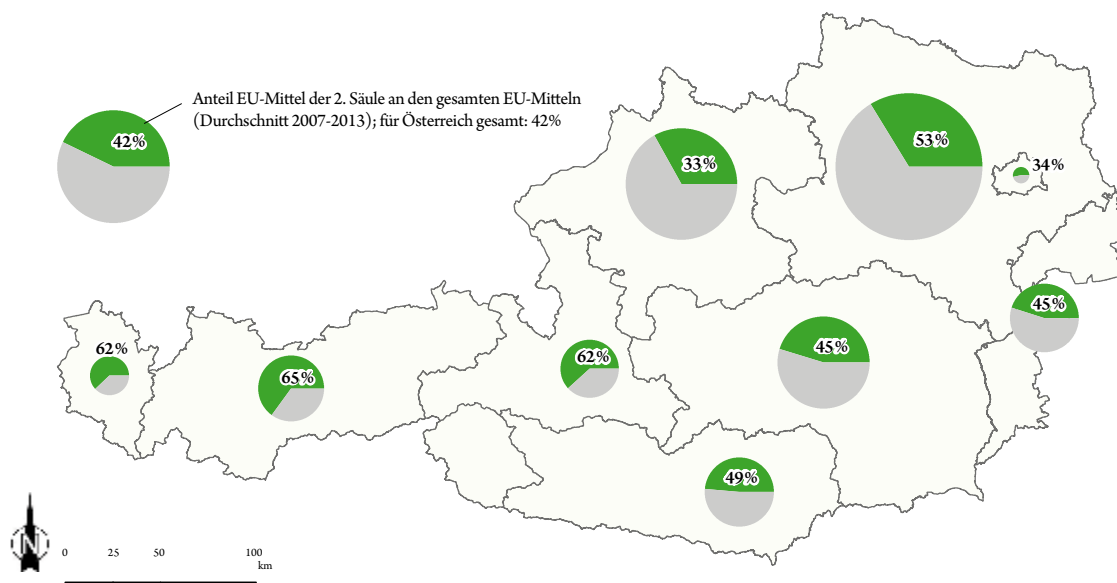 Anteil EU-Mittel der 2. Säule an den gesamten EU-Mitteln
(Durchschnitt 2007-2013); für Österreich gesamt: 42%
42%
33%
53%
34%
45%
45%
62%
65%
62%
49%
N
0 25 50 100
km